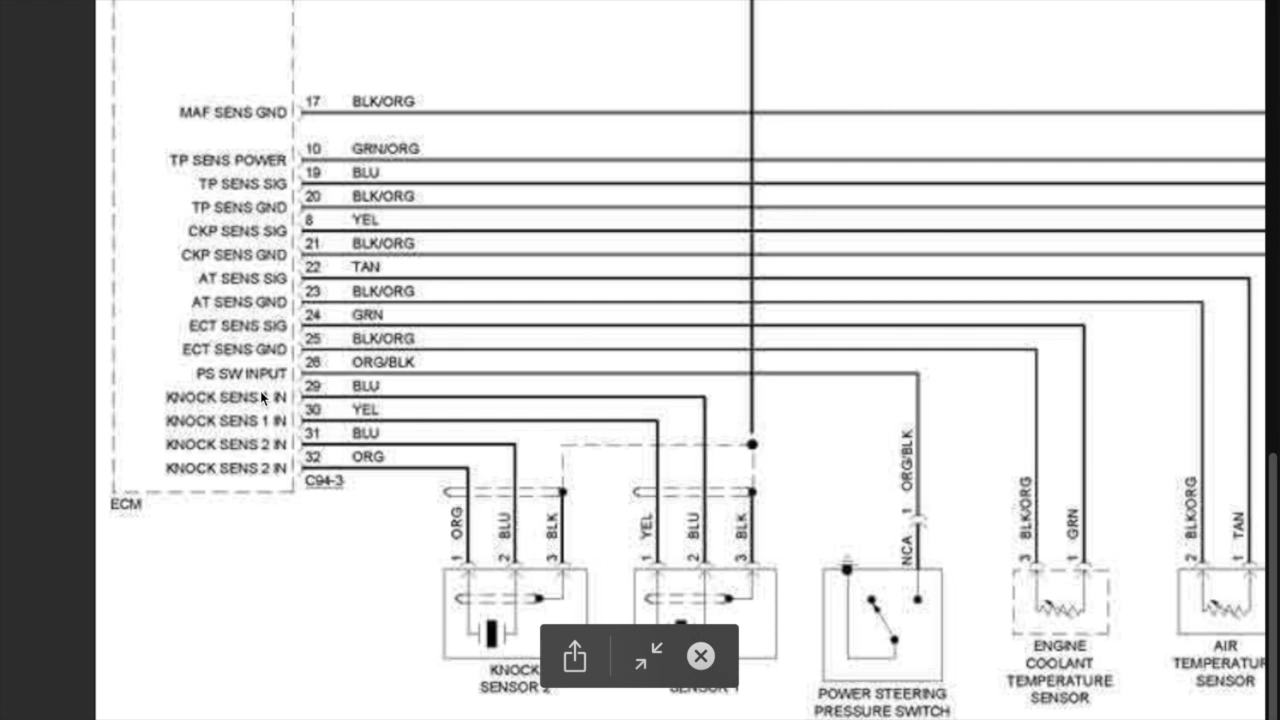 MAF SENS GND 17 BLK/ORG
TP SENS POWER 10 GRN/ORG
TP SENS SIG 19 BLU
TP SENS GND 20 BLK/ORG
CKP SENS SIG 8 YEL
CKP SENS GND 21 BLK/ORG
AT SENS SIG 22 TAN
AT SENS GND 23 BLK/ORG
ECT SENS SIG 24 GRN
ECT SENS GND 25 BLK/ORG
PS SW INPUT 28 ORG/BLK
KNOCK SENS IN 29 BLU
KNOCK SENS 1 IN 30 YEL
KNOCK SENS 2 IN 31 BLU
KNOCK SENS 2 IN 32 ORG
C94-3
ECM
1 ORG
2 BLU
3 BLK
1 YEL
2 BLU
3 BLK
NCA 1 ORG/BLK
3 BLK/ORG
1 GRN
2 BLK/ORG
1 TAN
KNOCK
SENSOR 2
SENSOR 1
POWER STEERING
PRESSURE SWITCH
ENGINE
COOLANT
TEMPERATURE
SENSOR
AIR
TEMPERATUR
SENSOR